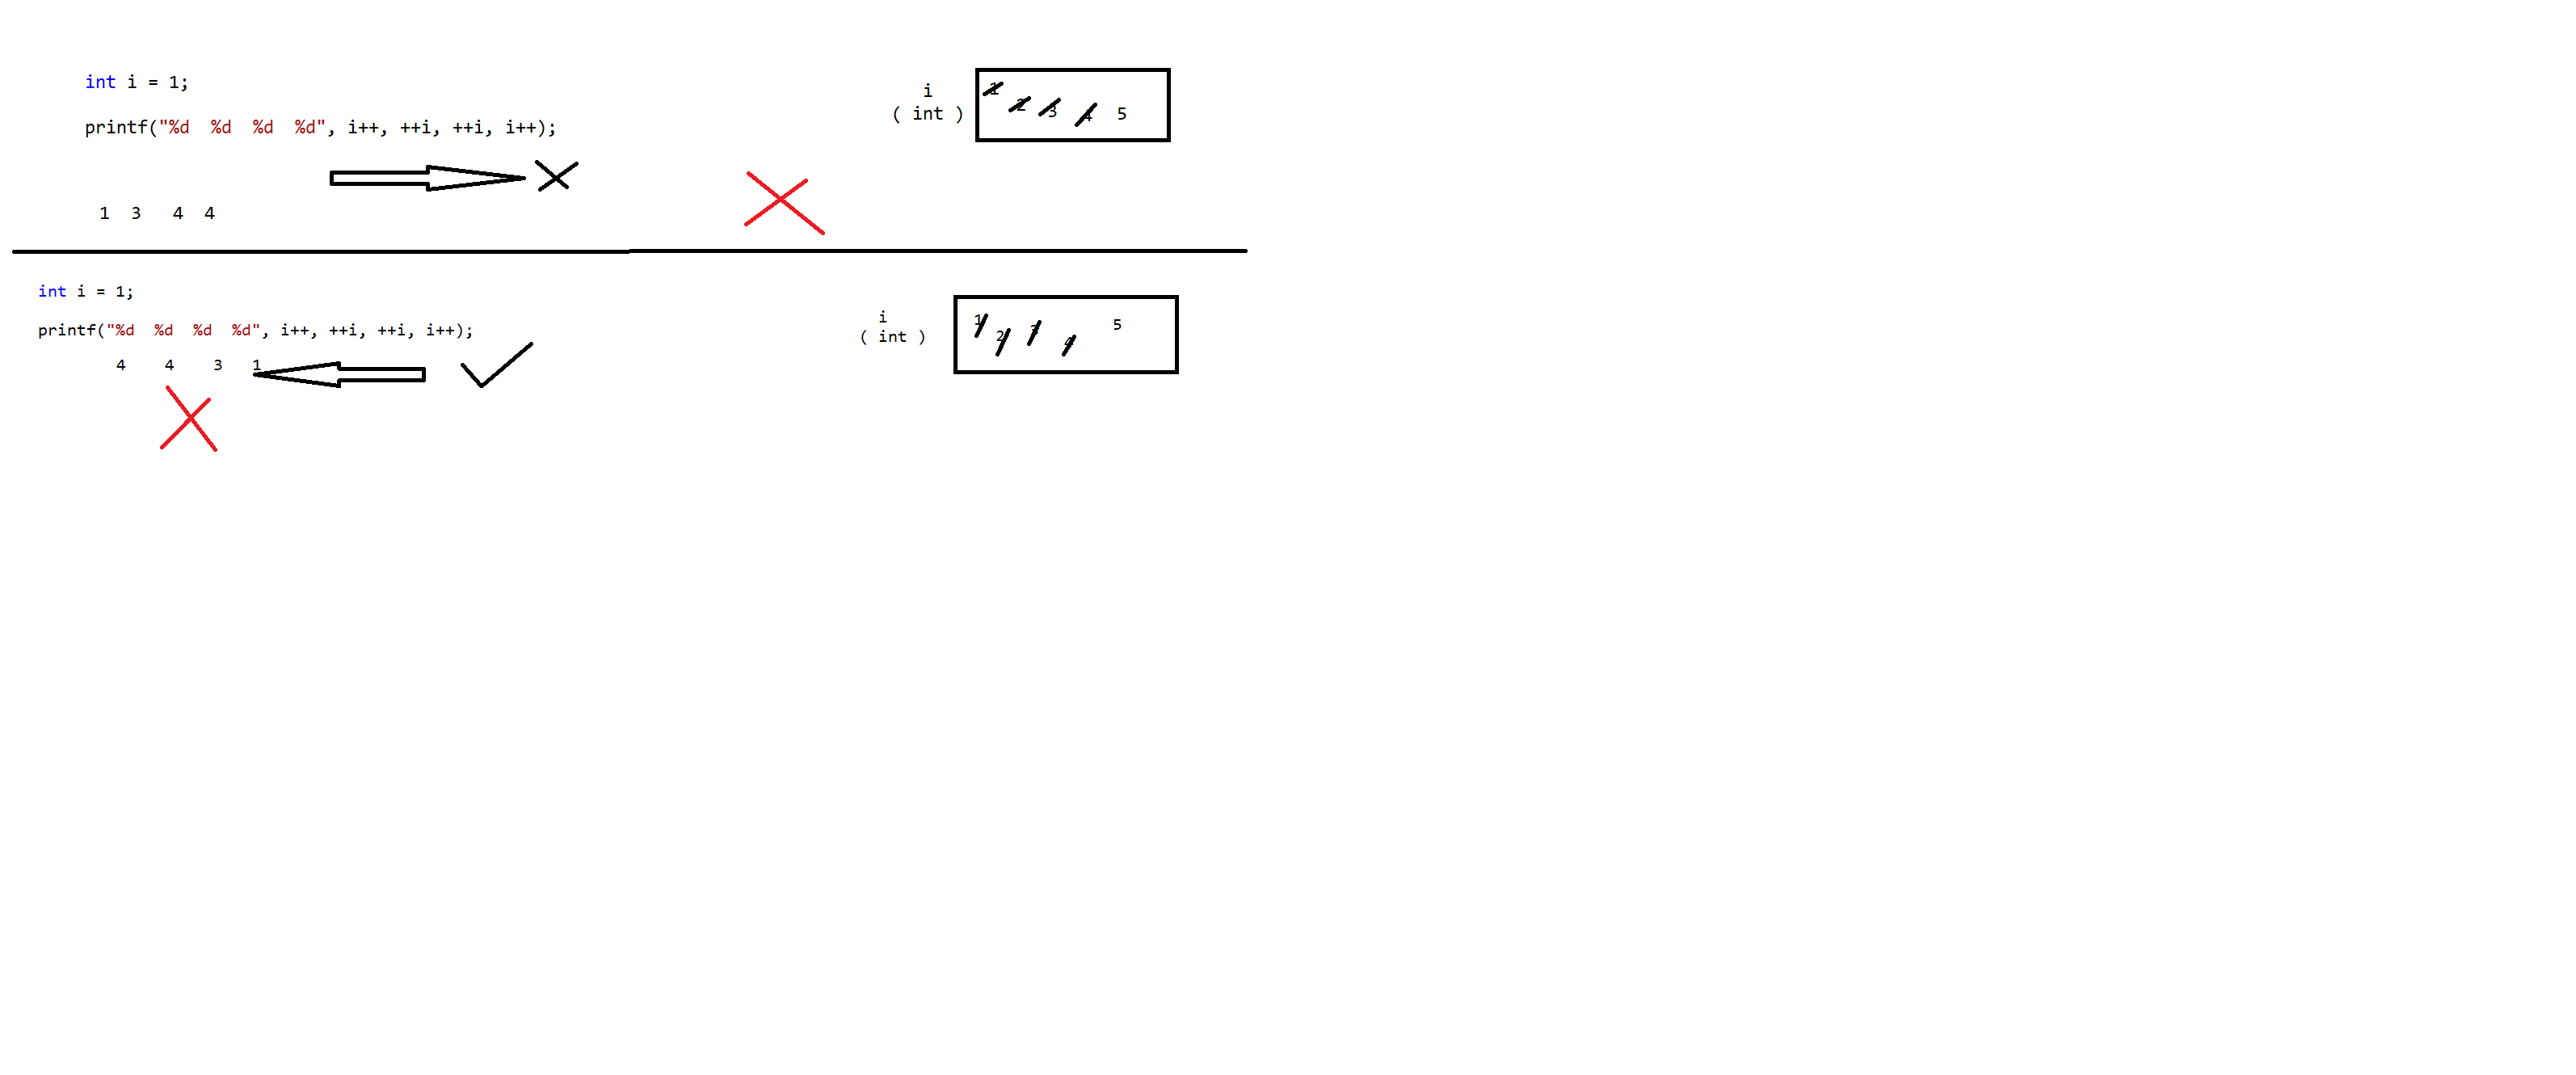 int i = 1;
printf("%d  %d  %d  %d", i++, ++i, ++i, i++);
1 3 4 4
i
( int )
1 2 3 4 5
int i = 1;
printf("%d  %d  %d  %d", i++, ++i, ++i, i++);
4 4 3 1
i
( int )
1 2 3 4 5